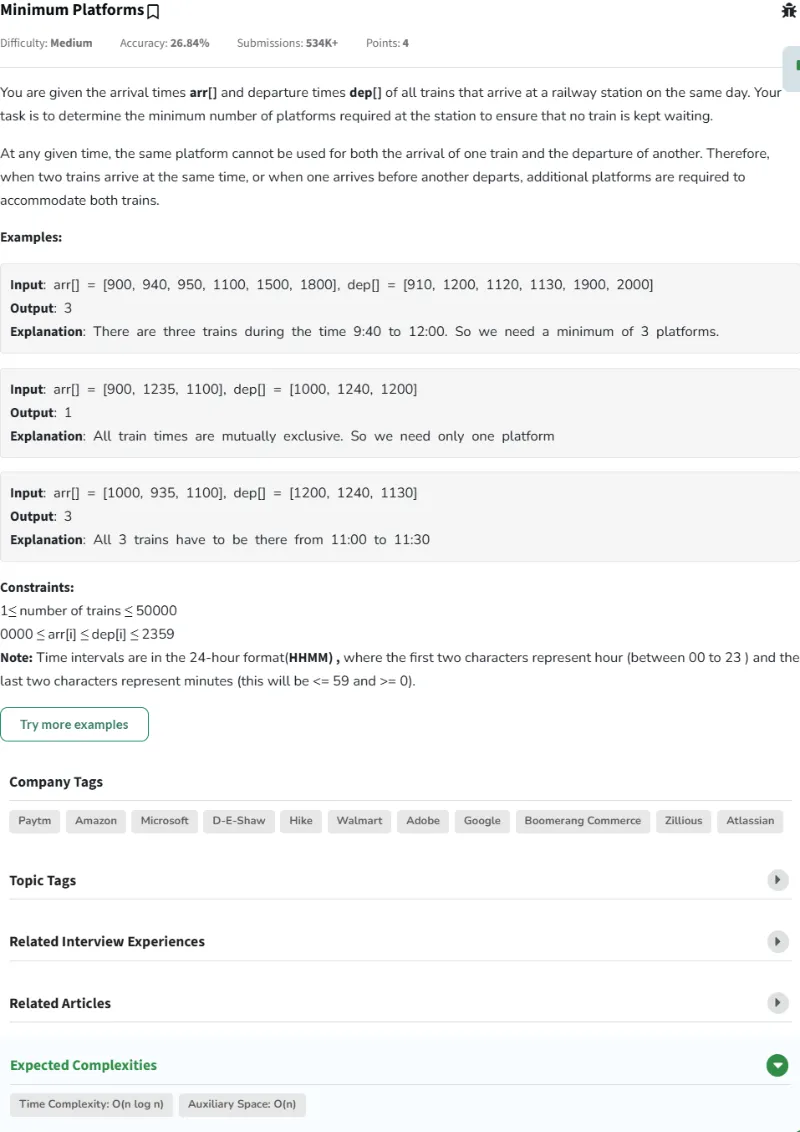 Minimum Platforms
Difficulty: Medium Accuracy: 26.84% Submissions: 534K+ Points: 4
You are given the arrival times arr[] and departure times dep[] of all trains that arrive at a railway station on the same day. Your
task is to determine the minimum number of platforms required at the station to ensure that no train is kept waiting.
At any given time, the same platform cannot be used for both the arrival of one train and the departure of another. Therefore,
when two trains arrive at the same time, or when one arrives before another departs, additional platforms are required to
accommodate both trains.
Examples:
Input: arr[] = [900, 940, 950, 1100, 1500, 1800], dep[] = [910, 1200, 1120, 1130, 1900, 2000]
Output: 3
Explanation: There are three trains during the time 9:40 to 12:00. So we need a minimum of 3 platforms.
Input: arr[] = [900, 1235, 1100], dep[] = [1000, 1240, 1200]
Output: 1
Explanation: All train times are mutually exclusive. So we need only one platform
Input: arr[] = [1000, 935, 1100], dep[] = [1200, 1240, 1130]
Output: 3
Explanation: All 3 trains have to be there from 11:00 to 11:30
Constraints:
1≤ number of trains ≤ 50000
0000 ≤ arr[i] ≤ dep[i] ≤ 2359
Note: Time intervals are in the 24-hour format(HHMM) , where the first two characters represent hour (between 00 to 23 ) and the
last two characters represent minutes (this will be <= 59 and >= 0).
Try more examples
Company Tags
Paytm Amazon Microsoft D-E-Shaw Hike Walmart Adobe Google Boomerang Commerce Zillious Atlassian
Topic Tags
Related Interview Experiences
Related Articles
Expected Complexities
Time Complexity: O(n log n) Auxiliary Space: O(n)